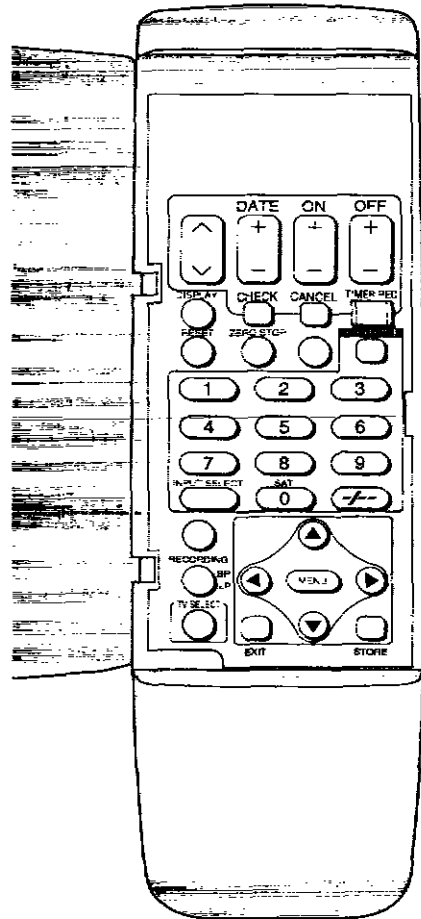 DATE ON OFF
+ + +
− − −
DISPLAY CHECK CANCEL TIMER REC
RESET ZERO STOP
1 2 3
4 5 6
7 8 9
INPUT SELECT SAT
0 -/--
RECORDING
SP
LP
MENU
TV SELECT
EXIT STORE